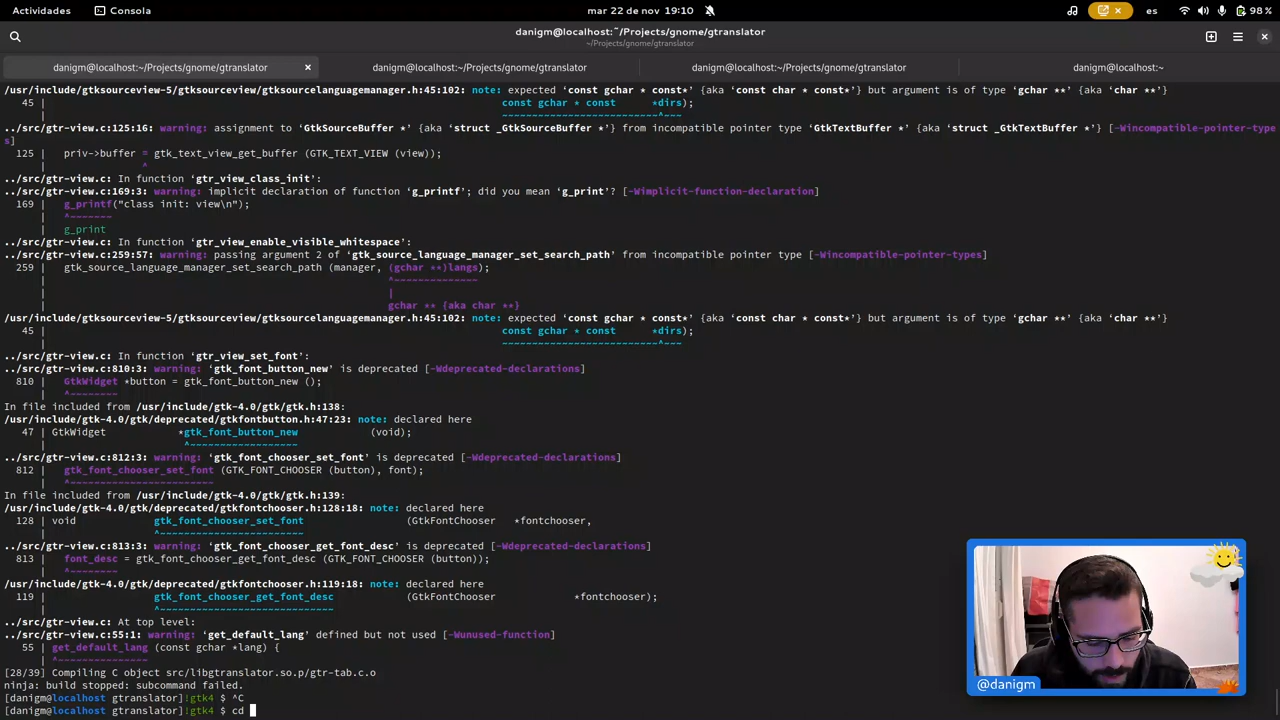 Actividades
Consola
mar 22 de nov 19:10
es
98 %
danigm@localhost:~/Projects/gnome/gtranslator
~/Projects/gnome/gtranslator
danigm@localhost:~/Projects/gnome/gtranslator
danigm@localhost:~/Projects/gnome/gtranslator
danigm@localhost:~/Projects/gnome/gtranslator
danigm@localhost:~
/usr/include/gtksourceview-5/gtksourceview/gtksourcelanguagemanager.h:45:102: note: expected ‘const gchar * const*’ {aka ‘const char * const*’} but argument is of type ‘gchar **’ {aka ‘char **’}
45 | const gchar * const *dirs);
~~~~~~~~~~~~~~~~~~~~~~~~~~^~~~
../src/gtr-view.c:125:16: warning: assignment to ‘GtkSourceBuffer *’ {aka ‘struct _GtkSourceBuffer *’} from incompatible pointer type ‘GtkTextBuffer *’ {aka ‘struct _GtkTextBuffer *’} [-Wincompatible-pointer-type
s]
125 | priv->buffer = gtk_text_view_get_buffer (GTK_TEXT_VIEW (view));
^
../src/gtr-view.c: In function ‘gtr_view_class_init’:
../src/gtr-view.c:169:3: warning: implicit declaration of function ‘g_printf’; did you mean ‘g_print’? [-Wimplicit-function-declaration]
169 | g_printf("class init: view\n");
^~~~~~~~
g_print
../src/gtr-view.c: In function ‘gtr_view_enable_visible_whitespace’:
../src/gtr-view.c:259:57: warning: passing argument 2 of ‘gtk_source_language_manager_set_search_path’ from incompatible pointer type [-Wincompatible-pointer-types]
259 | gtk_source_language_manager_set_search_path (manager, (gchar **)langs);
^~~~~~~~~~~~~~~
|
gchar ** {aka char **}
/usr/include/gtksourceview-5/gtksourceview/gtksourcelanguagemanager.h:45:102: note: expected ‘const gchar * const*’ {aka ‘const char * const*’} but argument is of type ‘gchar **’ {aka ‘char **’}
45 | const gchar * const *dirs);
~~~~~~~~~~~~~~~~~~~~~~~~~~^~~~
../src/gtr-view.c: In function ‘gtr_view_set_font’:
../src/gtr-view.c:810:3: warning: ‘gtk_font_button_new’ is deprecated [-Wdeprecated-declarations]
810 | GtkWidget *button = gtk_font_button_new ();
^~~~~~~~~
In file included from /usr/include/gtk-4.0/gtk/gtk.h:138:
/usr/include/gtk-4.0/gtk/deprecated/gtkfontbutton.h:47:23: note: declared here
47 | GtkWidget *gtk_font_button_new (void);
^~~~~~~~~~~~~~~~~~~
../src/gtr-view.c:812:3: warning: ‘gtk_font_chooser_set_font’ is deprecated [-Wdeprecated-declarations]
812 | gtk_font_chooser_set_font (GTK_FONT_CHOOSER (button), font);
^~~~~~~~~~~~~~~~~~~~~~~~~
In file included from /usr/include/gtk-4.0/gtk/gtk.h:139:
/usr/include/gtk-4.0/gtk/deprecated/gtkfontchooser.h:128:18: note: declared here
128 | void gtk_font_chooser_set_font (GtkFontChooser *fontchooser,
^~~~~~~~~~~~~~~~~~~~~~~~~
../src/gtr-view.c:813:3: warning: ‘gtk_font_chooser_get_font_desc’ is deprecated [-Wdeprecated-declarations]
813 | font_desc = gtk_font_chooser_get_font_desc (GTK_FONT_CHOOSER (button));
^~~~~~~~~
/usr/include/gtk-4.0/gtk/deprecated/gtkfontchooser.h:119:18: note: declared here
119 | gtk_font_chooser_get_font_desc (GtkFontChooser *fontchooser);
^~~~~~~~~~~~~~~~~~~~~~~~~~~~~~
../src/gtr-view.c: At top level:
../src/gtr-view.c:55:1: warning: ‘get_default_lang’ defined but not used [-Wunused-function]
55 | get_default_lang (const gchar *lang) {
^~~~~~~~~~~~~~~~
[28/39] Compiling C object src/libgtranslator.so.p/gtr-tab.c.o
ninja: build stopped: subcommand failed.
[danigm@localhost gtranslator]!gtk4 $ ^C
[danigm@localhost gtranslator]!gtk4 $ cd
@danigm